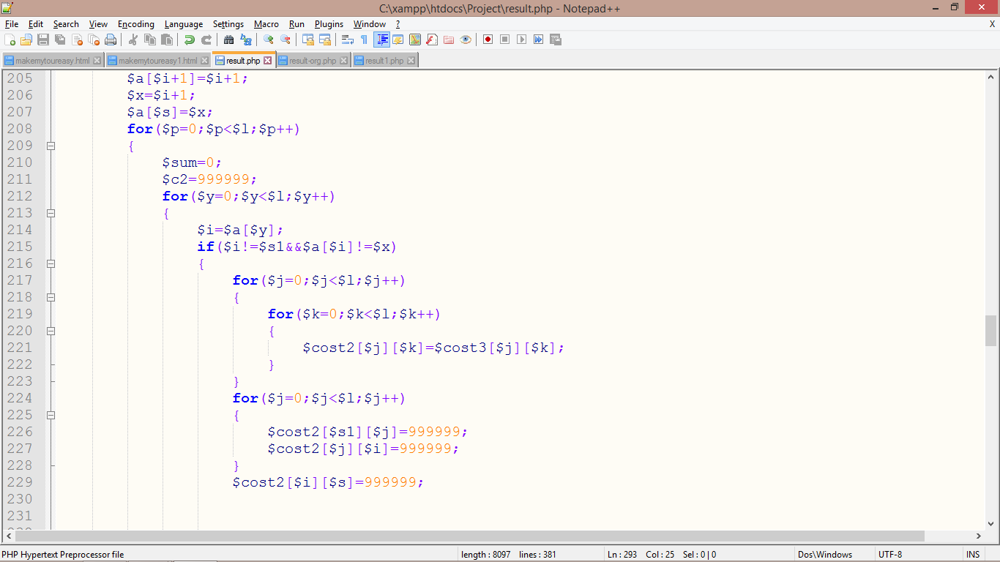 C:\xampp\htdocs\Project\result.php - Notepad++
File Edit Search View Encoding Language Settings Macro Run Plugins Window ? X
makemytoureasy.html makemytoureasy1.html result.php result-org.php result1.php
205 $a[$i+1]=$i+1;
206 $x=$i+1;
207 $a[$s]=$x;
208 for($p=0;$p<$l;$p++)
209 {
210 $sum=0;
211 $c2=999999;
212 for($y=0;$y<$l;$y++)
213 {
214 $i=$a[$y];
215 if($i!=$s1&&$a[$i]!=$x)
216 {
217 for($j=0;$j<$l;$j++)
218 {
219 for($k=0;$k<$l;$k++)
220 {
221 $cost2[$j][$k]=$cost3[$j][$k];
222 }
223 }
224 for($j=0;$j<$l;$j++)
225 {
226 $cost2[$s1][$j]=999999;
227 $cost2[$j][$i]=999999;
228 }
229 $cost2[$i][$s]=999999;
230
231
PHP Hypertext Preprocessor file length : 8097 lines : 381 Ln : 293 Col : 25 Sel : 0 | 0 Dos\Windows UTF-8 INS